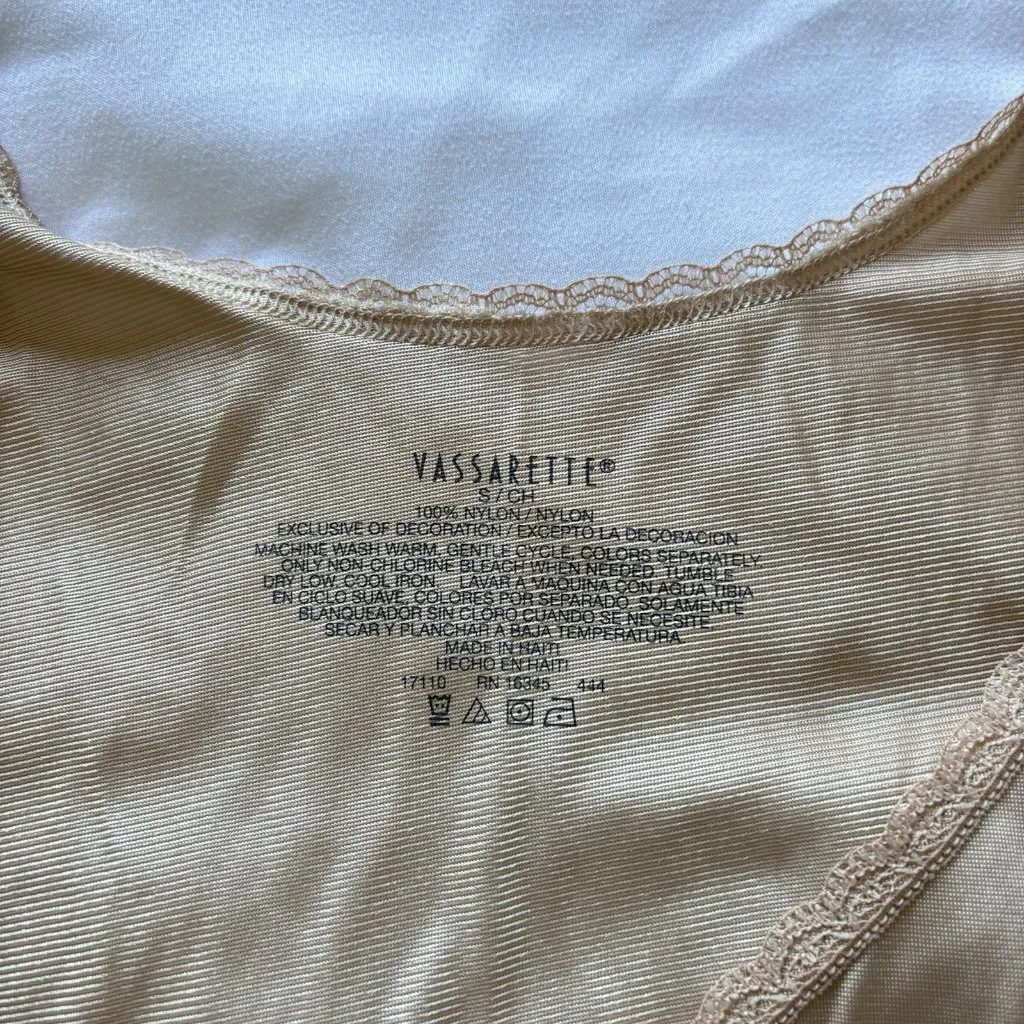 VASSARETTE®
S / CH
100% NYLON / NYLON
EXCLUSIVE OF DECORATION / EXCEPTO LA DECORACION
MACHINE WASH WARM, GENTLE CYCLE, COLORS SEPARATELY
ONLY NON-CHLORINE BLEACH WHEN NEEDED, TUMBLE
DRY LOW, COOL IRON. LAVAR A MAQUINA CON AGUA TIBIA
EN CICLO SUAVE, COLORES POR SEPARADO, SOLAMENTE
BLANQUEADOR SIN CLORO CUANDO SE NECESITE
SECAR Y PLANCHAR A BAJA TEMPERATURA
MADE IN HAITI
HECHO EN HAITI
17110 RN 16345 444